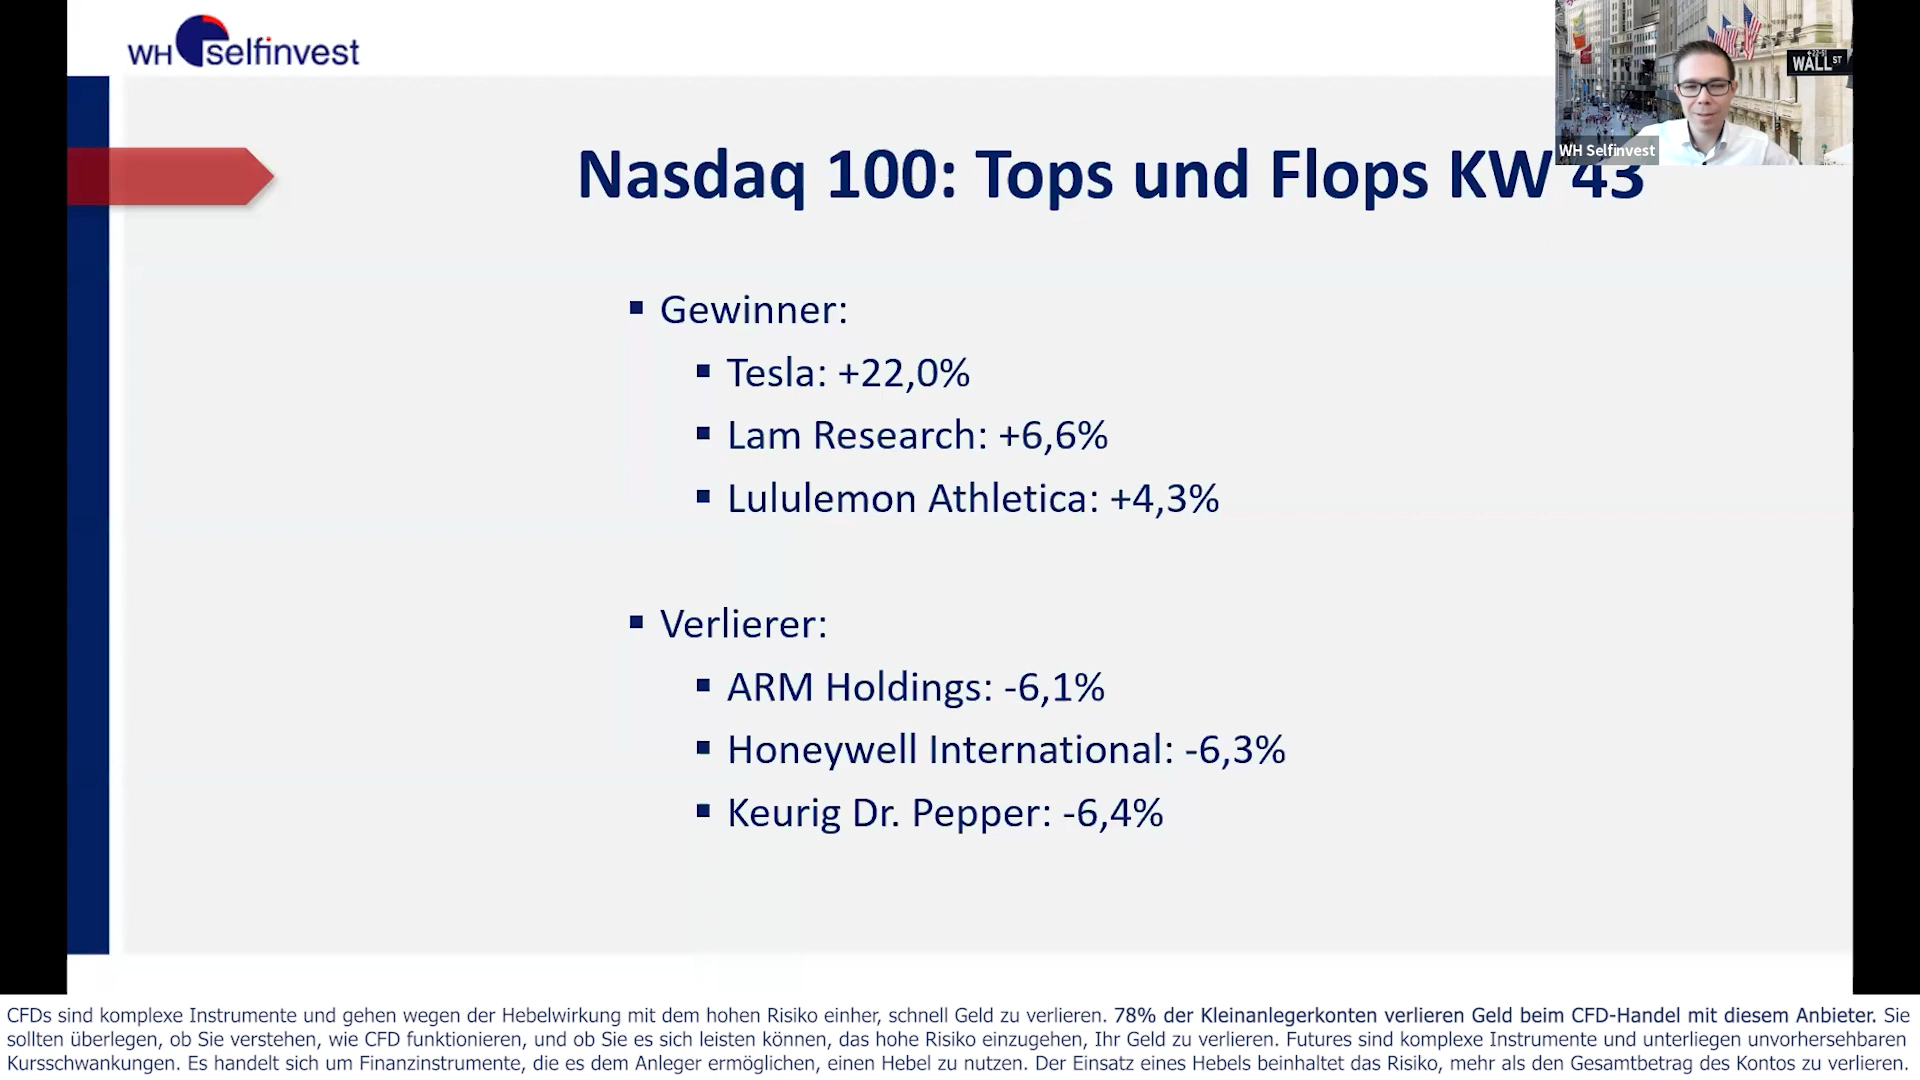 WH selfinvest
WALL ST
WH Selfinvest
Nasdaq 100: Tops und Flops KW 43
▪ Gewinner:
▪ Tesla: +22,0%
▪ Lam Research: +6,6%
▪ Lululemon Athletica: +4,3%
▪ Verlierer:
▪ ARM Holdings: -6,1%
▪ Honeywell International: -6,3%
▪ Keurig Dr. Pepper: -6,4%
CFDs sind komplexe Instrumente und gehen wegen der Hebelwirkung mit dem hohen Risiko einher, schnell Geld zu verlieren. 78% der Kleinanlegerkonten verlieren Geld beim CFD-Handel mit diesem Anbieter. Sie
sollten überlegen, ob Sie verstehen, wie CFD funktionieren, und ob Sie es sich leisten können, das hohe Risiko einzugehen, Ihr Geld zu verlieren. Futures sind komplexe Instrumente und unterliegen unvorhersehbaren
Kursschwankungen. Es handelt sich um Finanzinstrumente, die es dem Anleger ermöglichen, einen Hebel zu nutzen. Der Einsatz eines Hebels beinhaltet das Risiko, mehr als den Gesamtbetrag des Kontos zu verlieren.